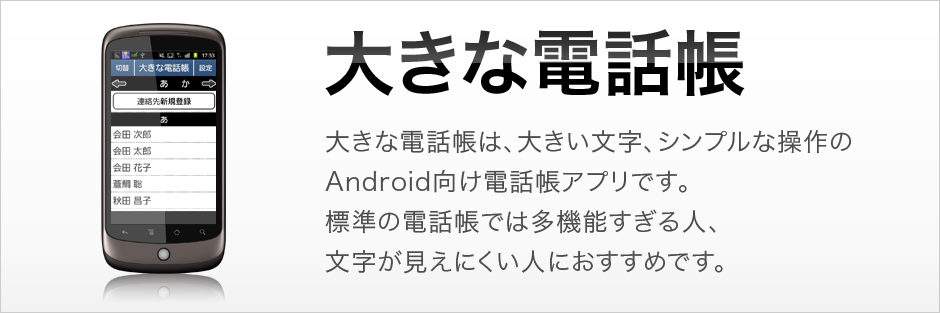 17:53
切替 大きな電話帳 設定
あ か
連絡先新規登録
あ
会田 次郎
会田 太郎
会田 花子
蒼鯛 聡
秋田 昌子
大きな電話帳
大きな電話帳は、大きい文字、シンプルな操作の
Android向け電話帳アプリです。
標準の電話帳では多機能すぎる人、
文字が見えにくい人におすすめです。